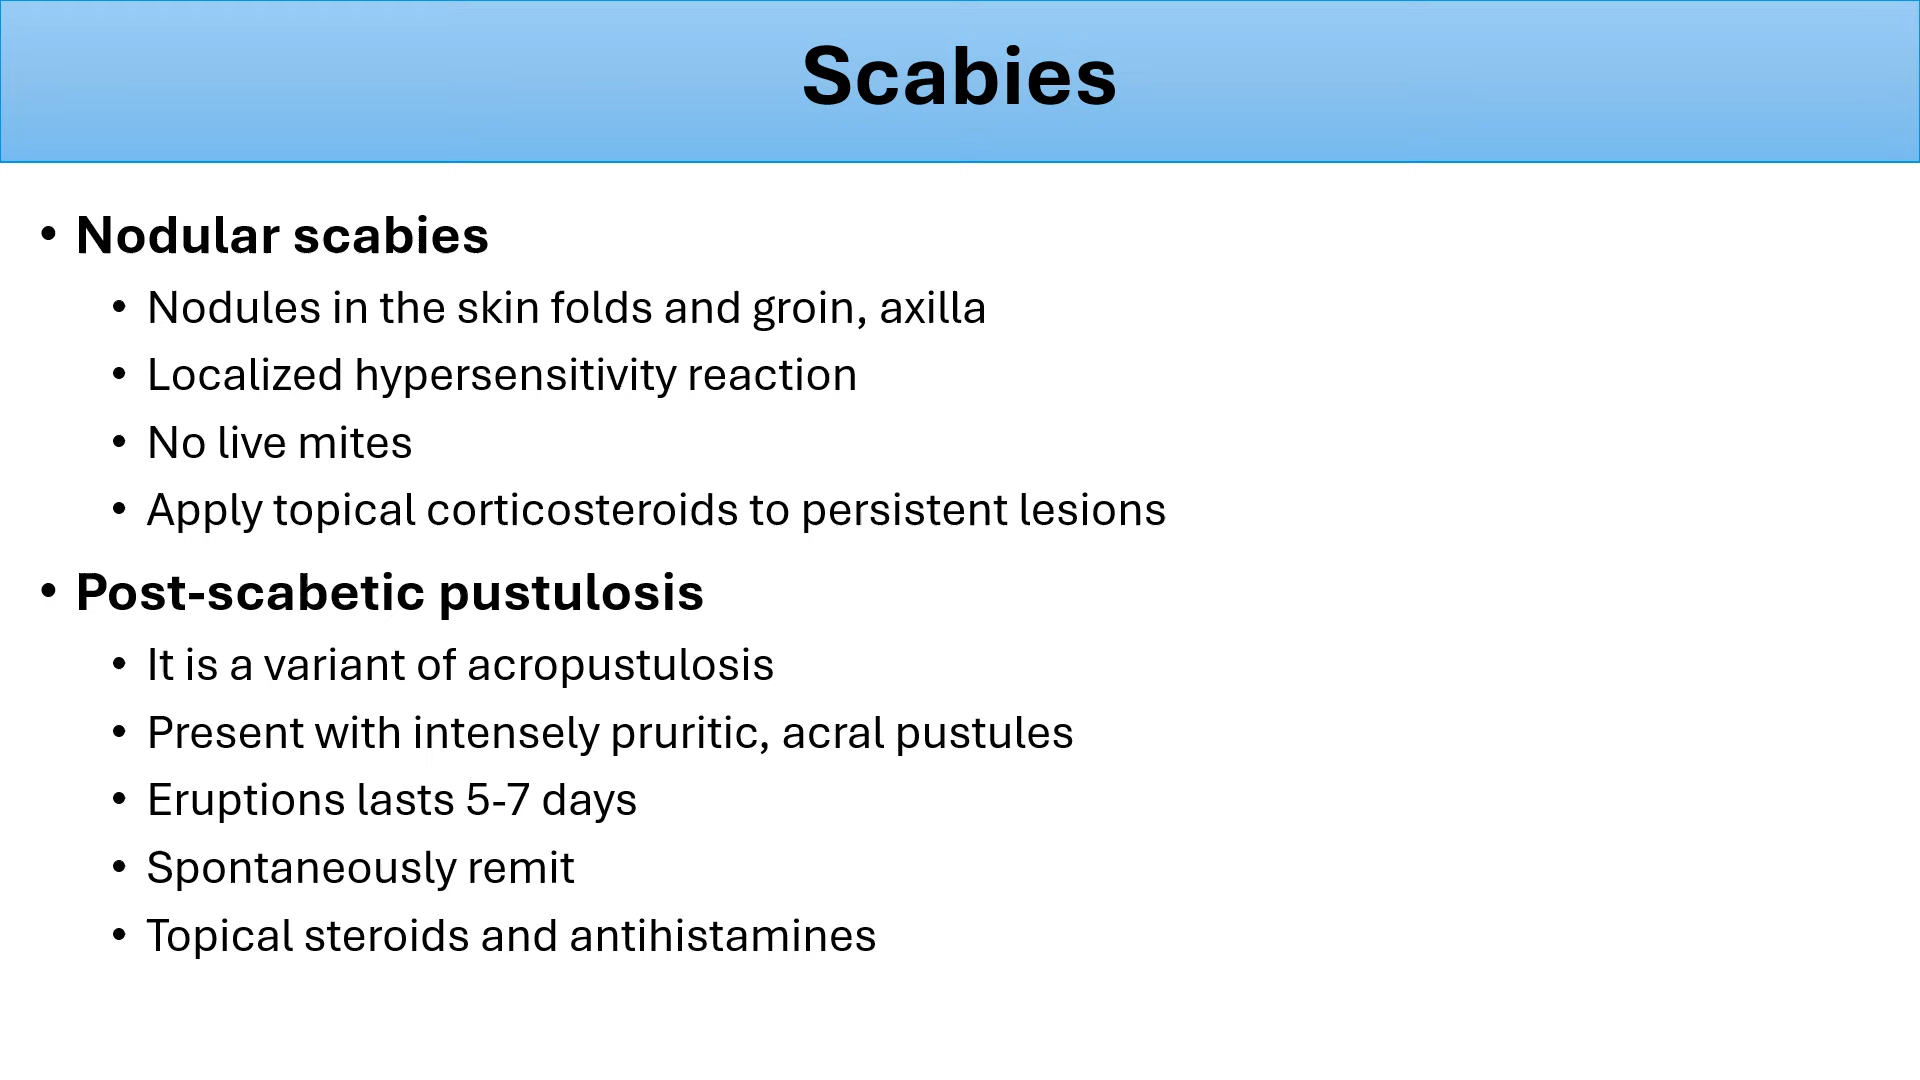 Scabies
• Nodular scabies
• Nodules in the skin folds and groin, axilla
• Localized hypersensitivity reaction
• No live mites
• Apply topical corticosteroids to persistent lesions
• Post-scabetic pustulosis
• It is a variant of acropustulosis
• Present with intensely pruritic, acral pustules
• Eruptions lasts 5-7 days
• Spontaneously remit
• Topical steroids and antihistamines